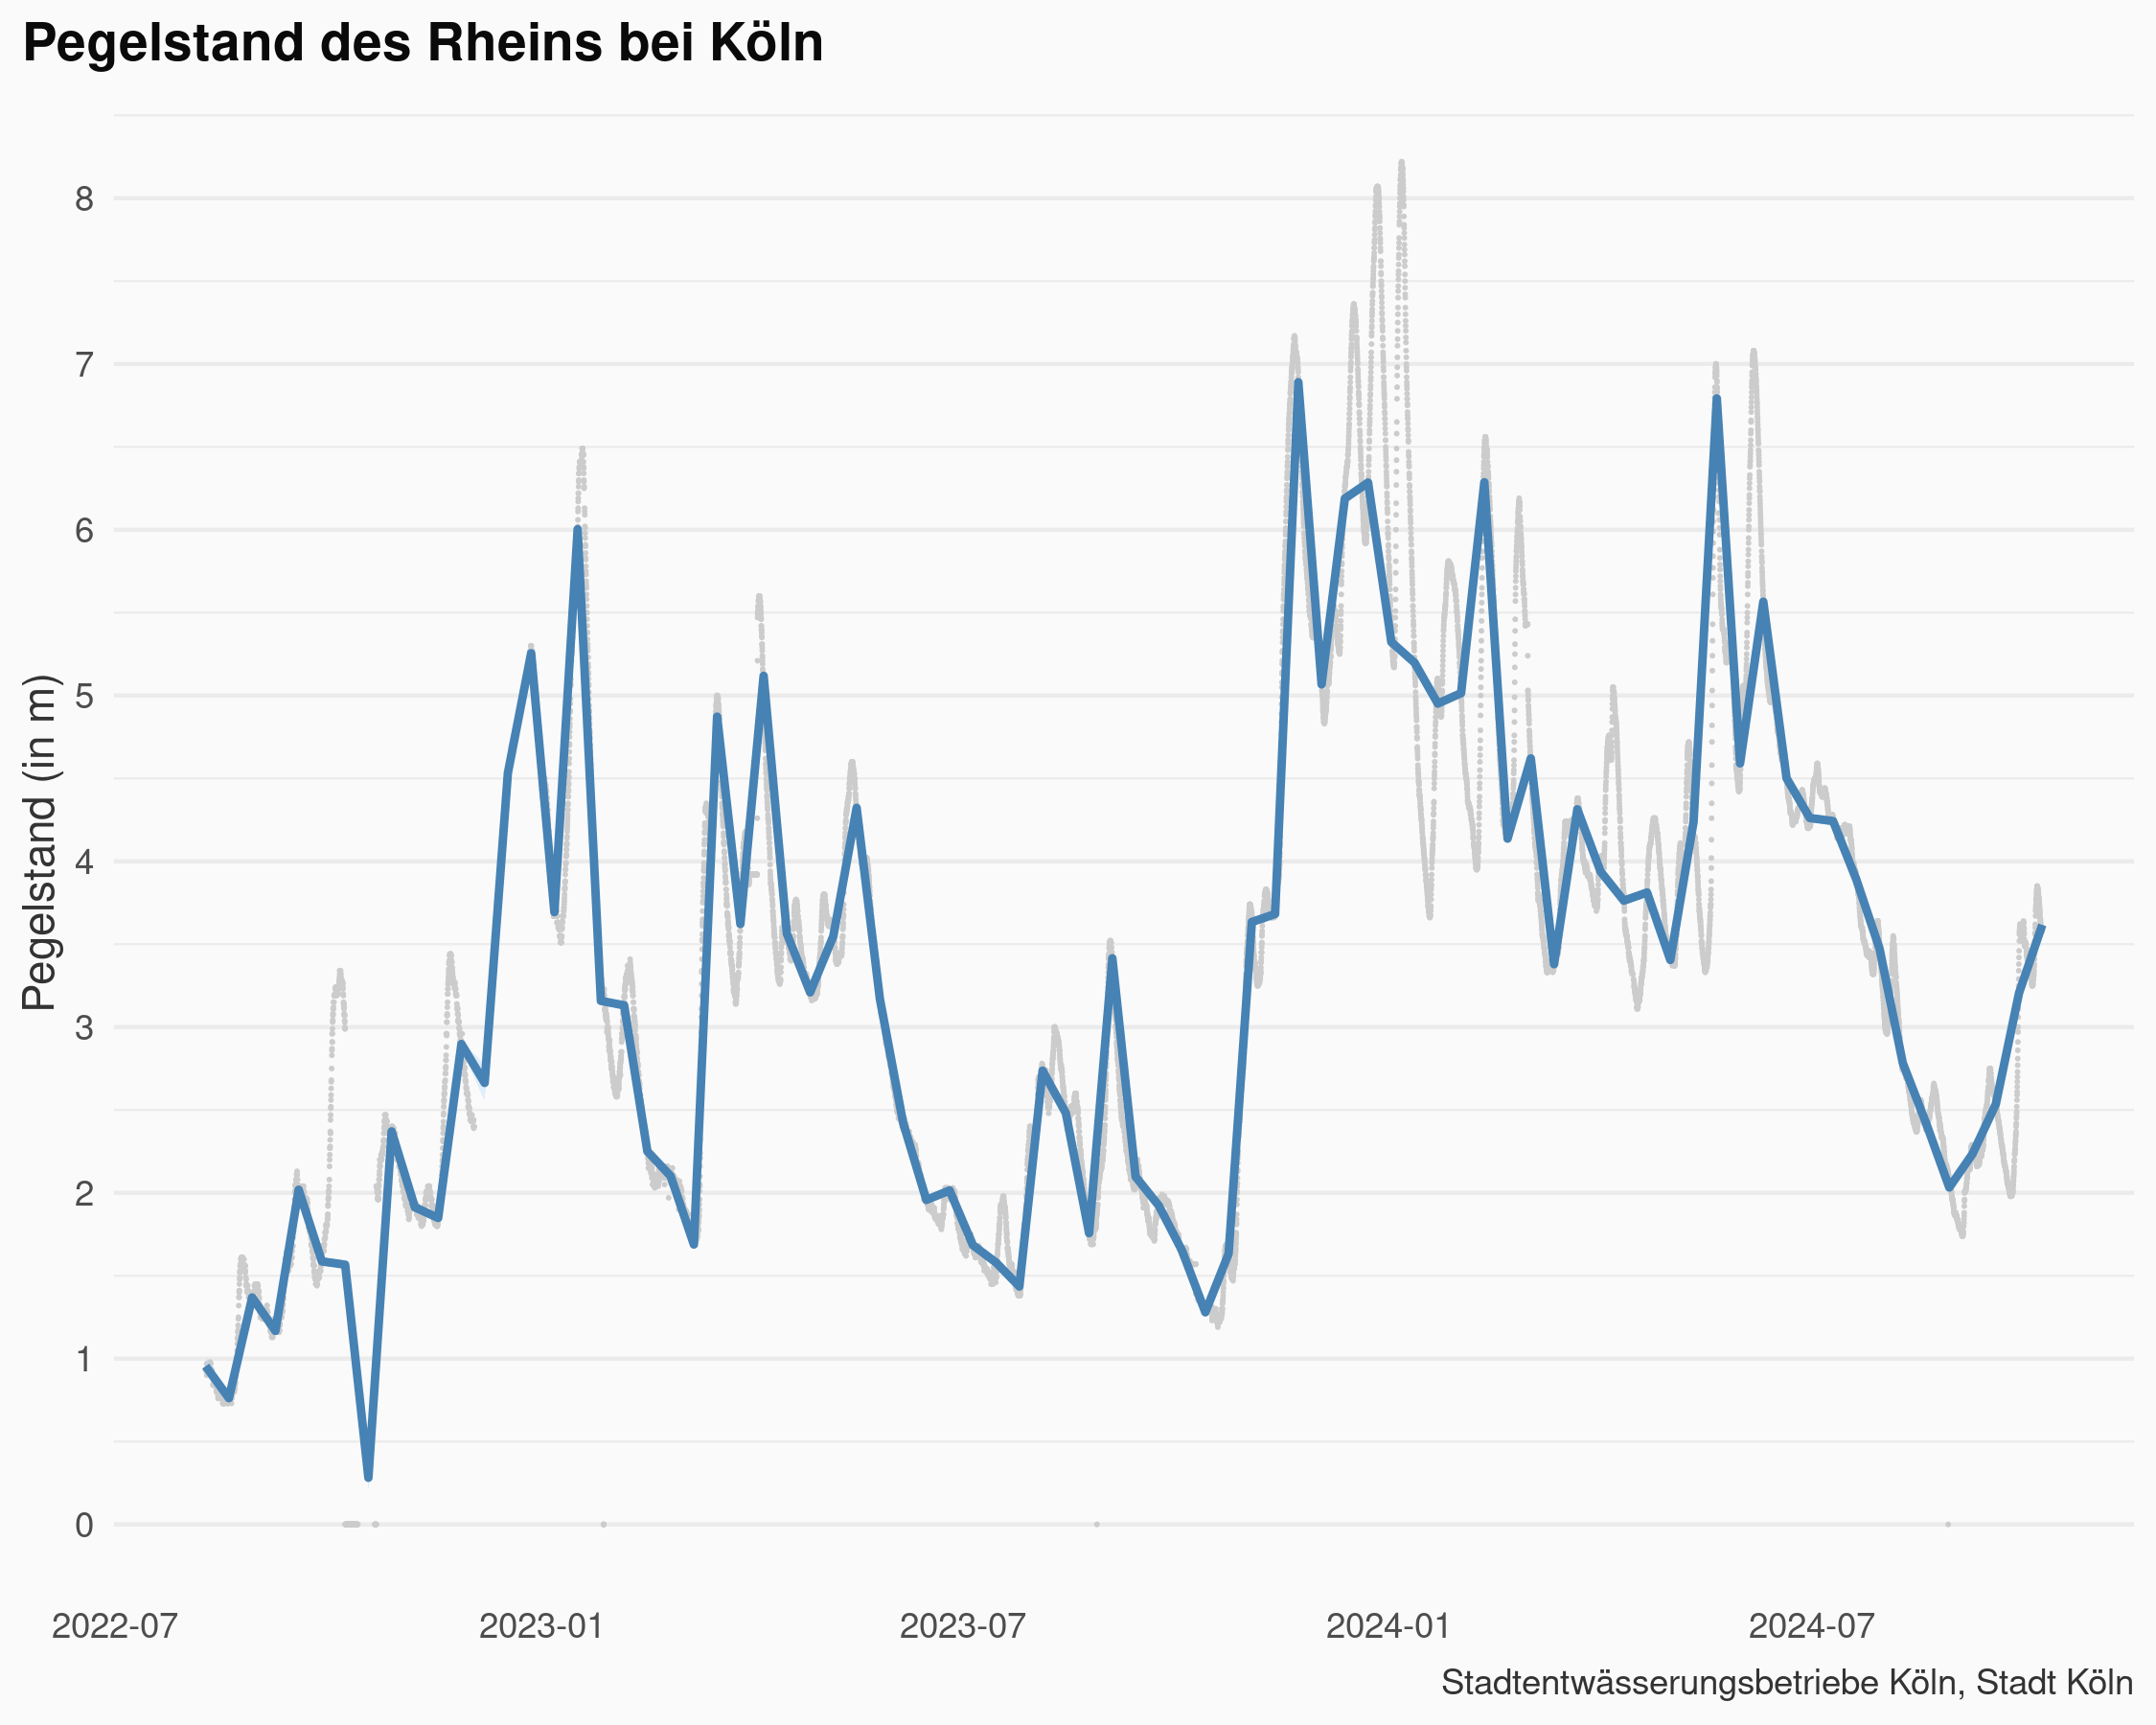 Pegelstand des Rheins bei Köln
Pegelstand (in m)
8
7
6
5
4
3
2
1
0
2022-07 2023-01 2023-07 2024-01 2024-07
Stadtentwässerungsbetriebe Köln, Stadt Köln